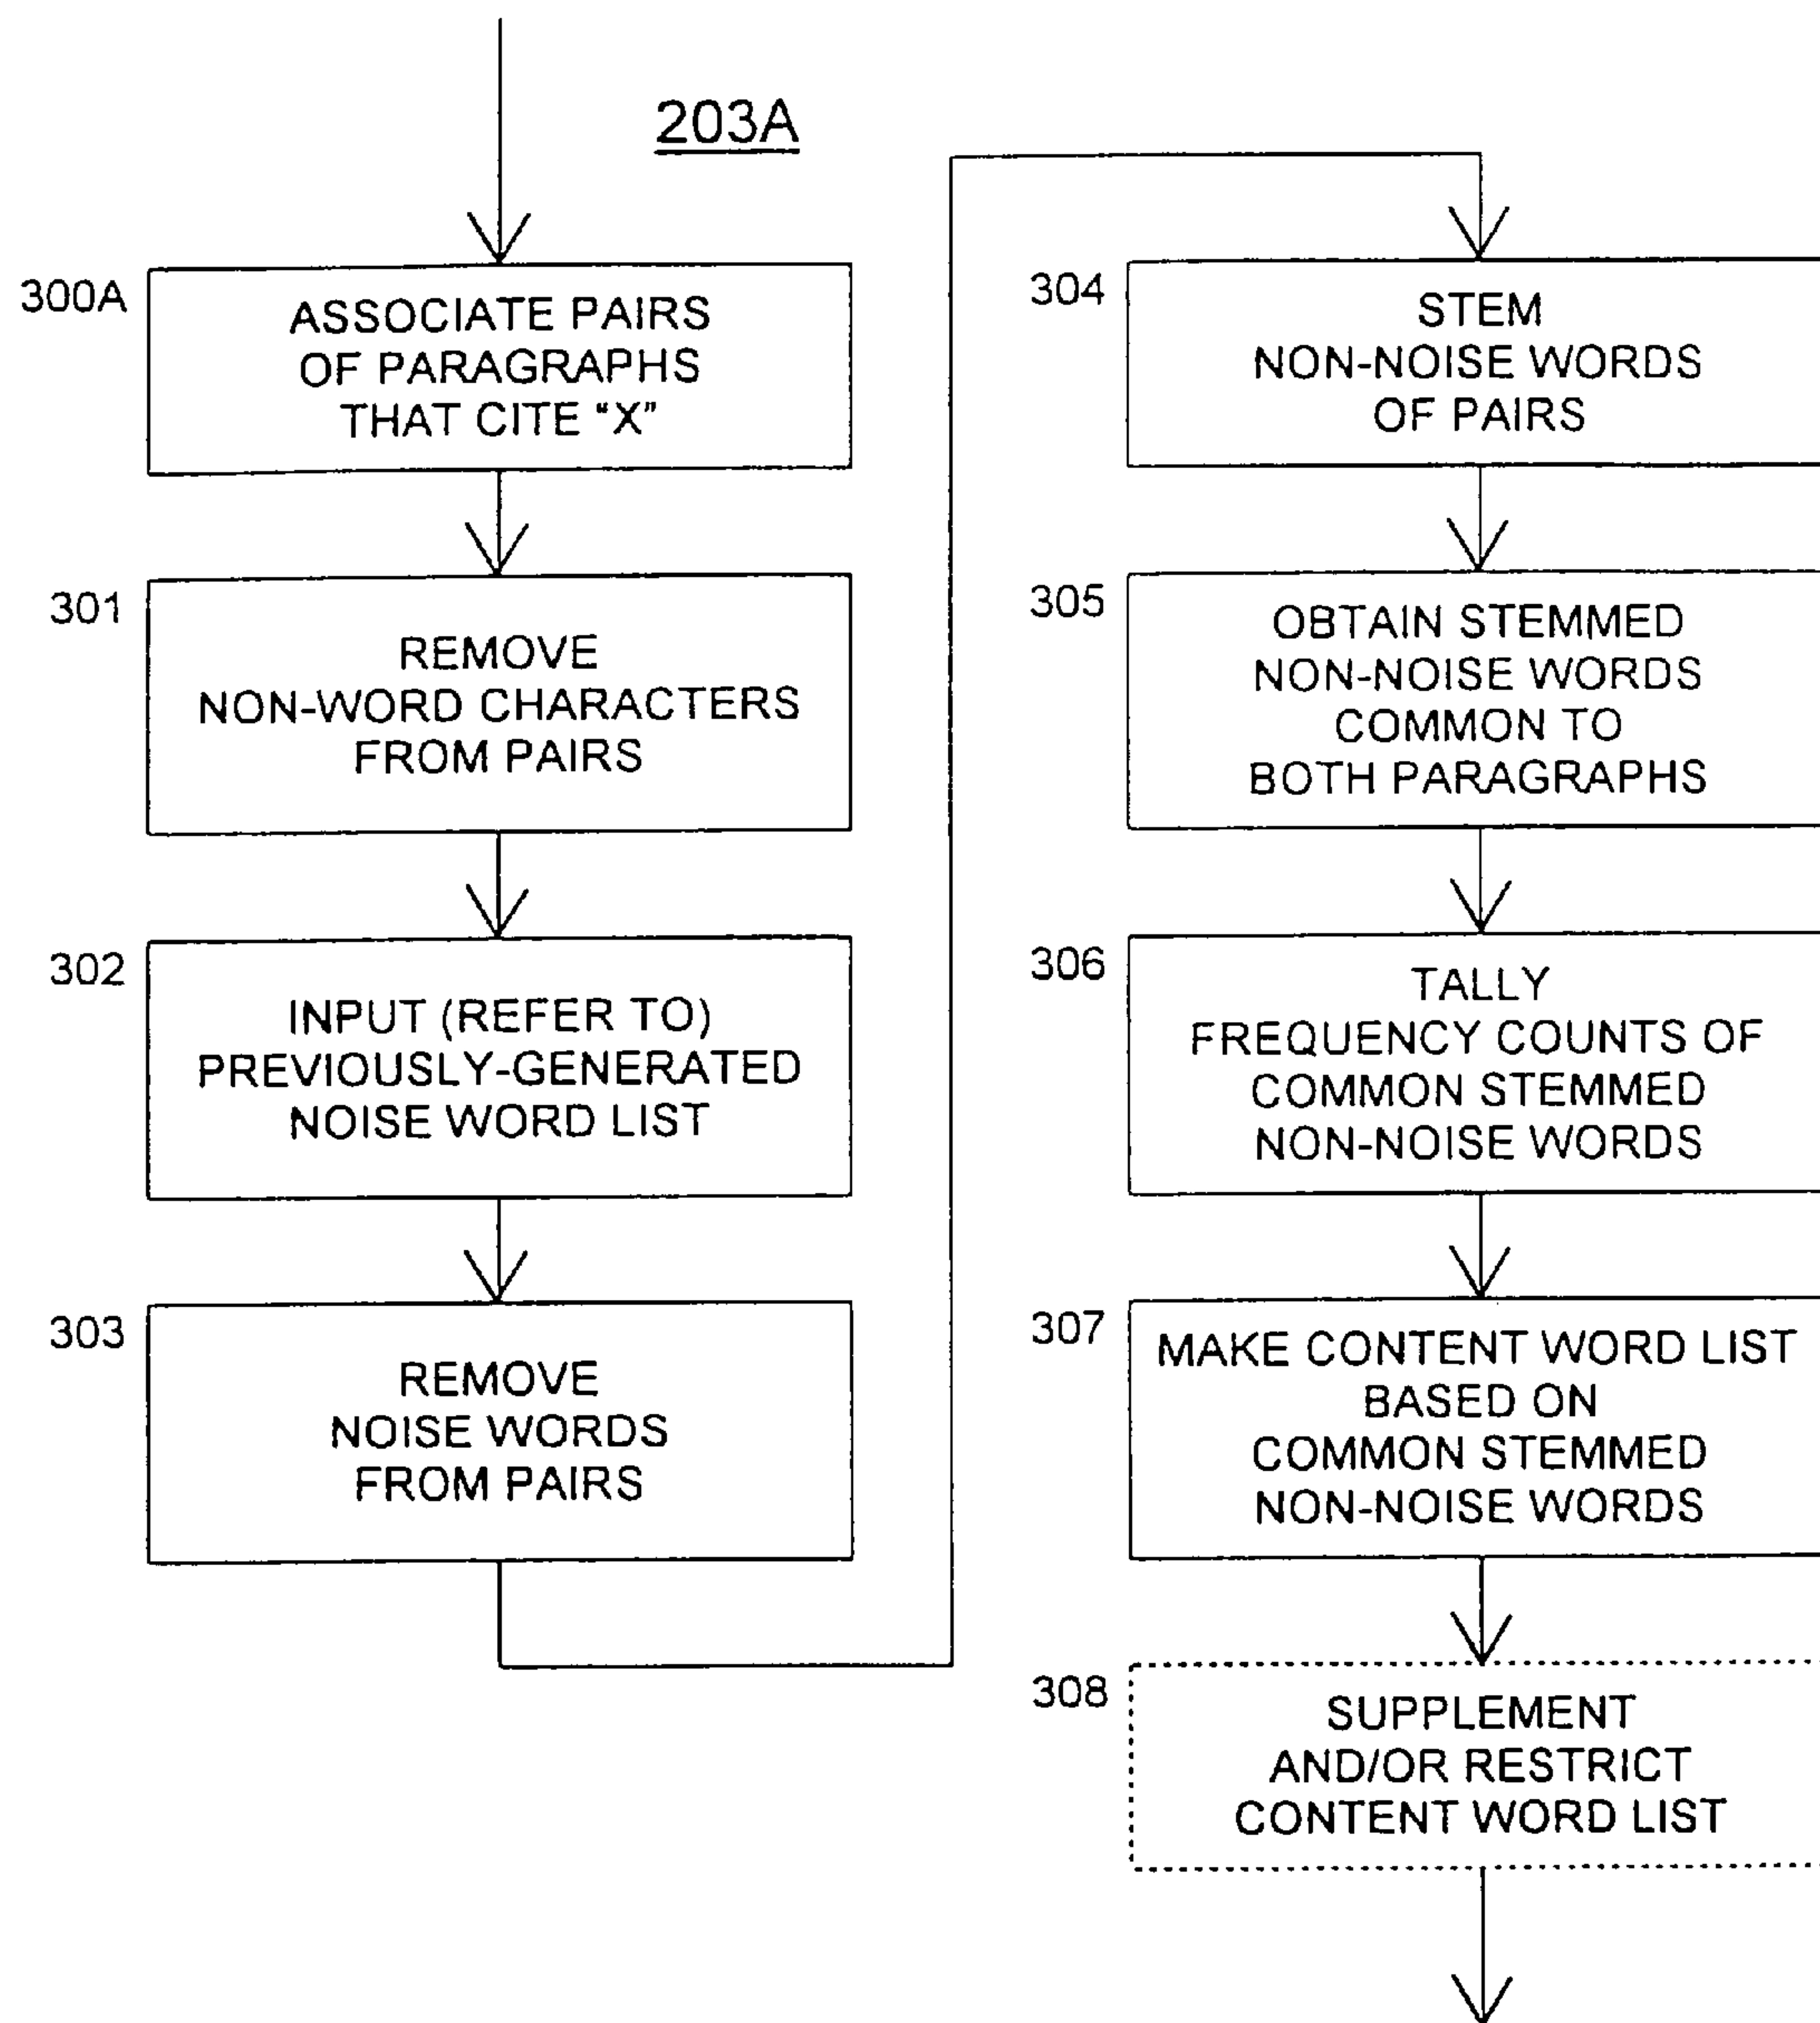 203A
300A
ASSOCIATE PAIRS
OF PARAGRAPHS
THAT CITE "X"
301
REMOVE
NON-WORD CHARACTERS
FROM PAIRS
302
INPUT (REFER TO)
PREVIOUSLY-GENERATED
NOISE WORD LIST
303
REMOVE
NOISE WORDS
FROM PAIRS
304
STEM
NON-NOISE WORDS
OF PAIRS
305
OBTAIN STEMMED
NON-NOISE WORDS
COMMON TO
BOTH PARAGRAPHS
306
TALLY
FREQUENCY COUNTS OF
COMMON STEMMED
NON-NOISE WORDS
307
MAKE CONTENT WORD LIST
BASED ON
COMMON STEMMED
NON-NOISE WORDS
308
SUPPLEMENT
AND/OR RESTRICT
CONTENT WORD LIST